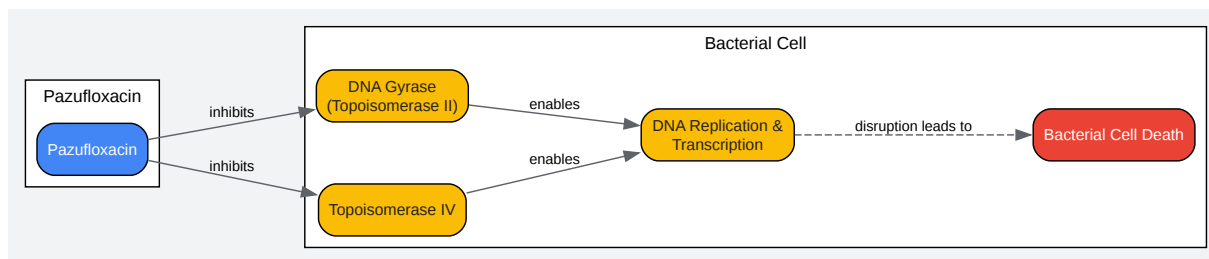 Bacterial Cell
Pazufloxacin
Pazufloxacin
inhibits
inhibits
DNA Gyrase
(Topoisomerase II)
Topoisomerase IV
enables
enables
DNA Replication &
Transcription
disruption leads to
Bacterial Cell Death